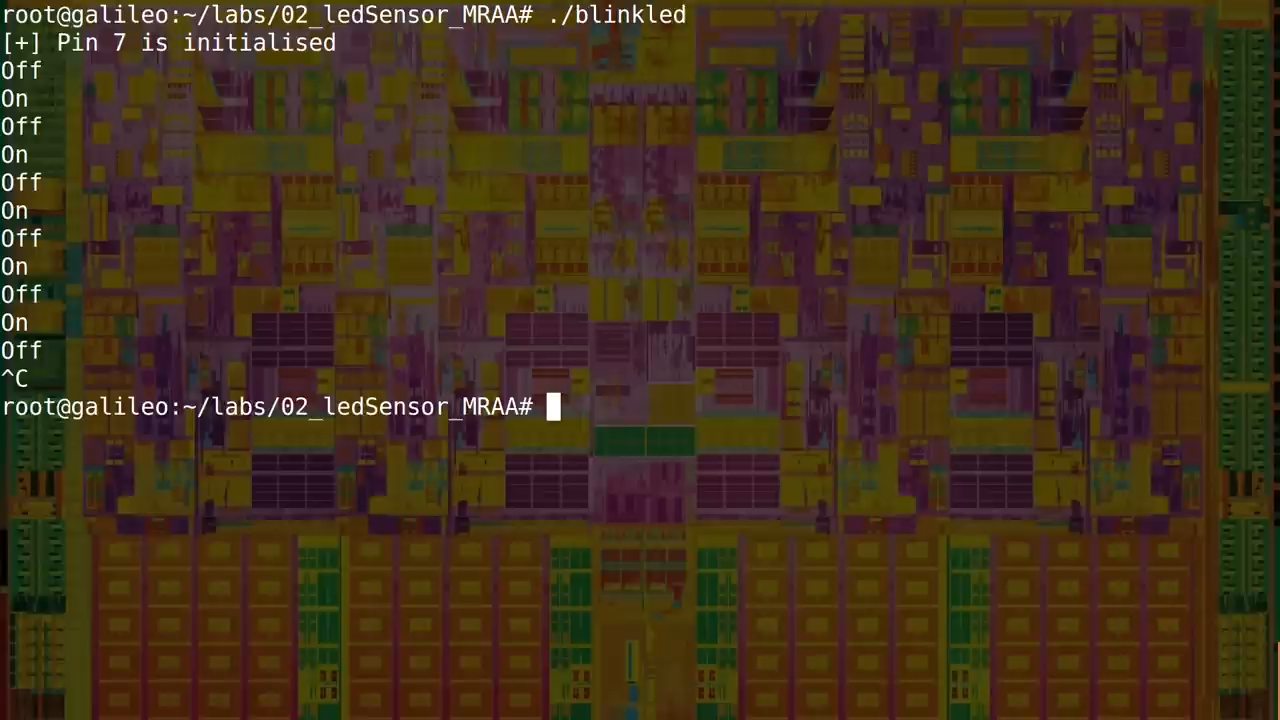 root@galileo:~/labs/02_ledSensor_MRAA# ./blinkled
[+] Pin 7 is initialised
Off
On
Off
On
Off
On
Off
On
Off
On
Off
^C
root@galileo:~/labs/02_ledSensor_MRAA#